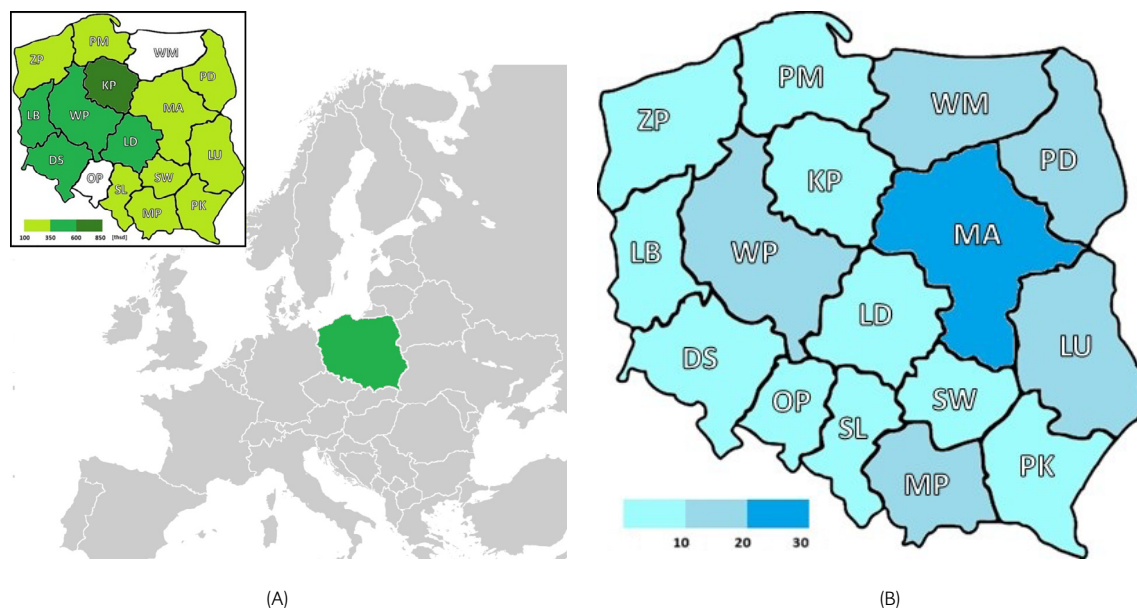 PM
WM
ZP
KP
PD
LB
WP
MA
LD
DS
LU
OP
SL
SW
MP
PK
100 350 600 850 [thsd]
PM
WM
ZP
PD
KP
MA
LB
WP
LD
LU
DS
OP
SW
SL
PK
MP
10 20 30
(A)
(B)